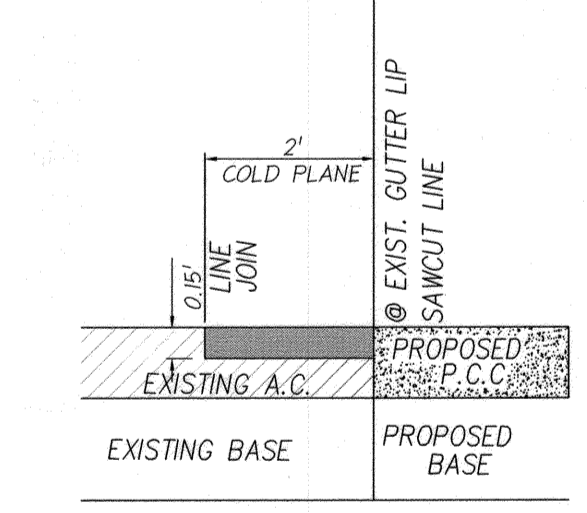 2'
COLD PLANE
@ EXIST. GUTTER LIP
SAWCUT LINE
0.15'
LINE
JOIN
PROPOSED
P.C.C
EXISTING A.C.
EXISTING BASE
PROPOSED
BASE